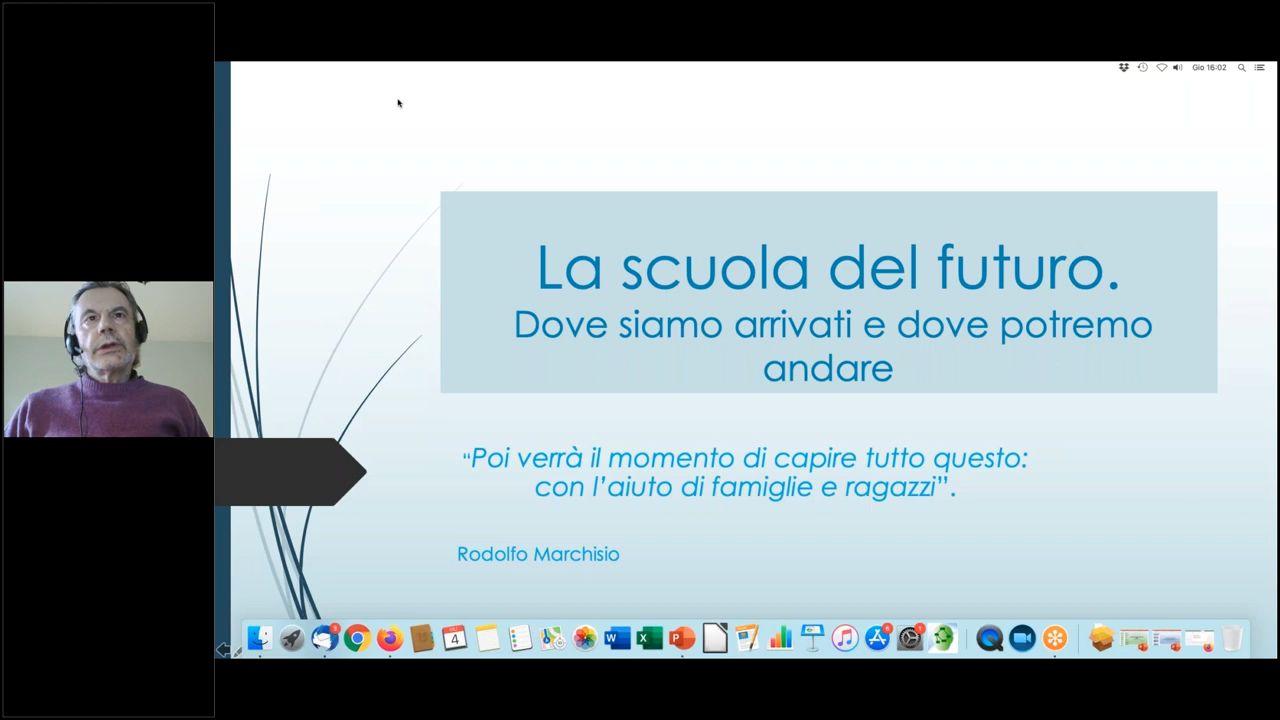 Gio 16:02
La scuola del futuro.
Dove siamo arrivati e dove potremo
andare
“Poi verrà il momento di capire tutto questo:
con l’aiuto di famiglie e ragazzi”.
Rodolfo Marchisio
4